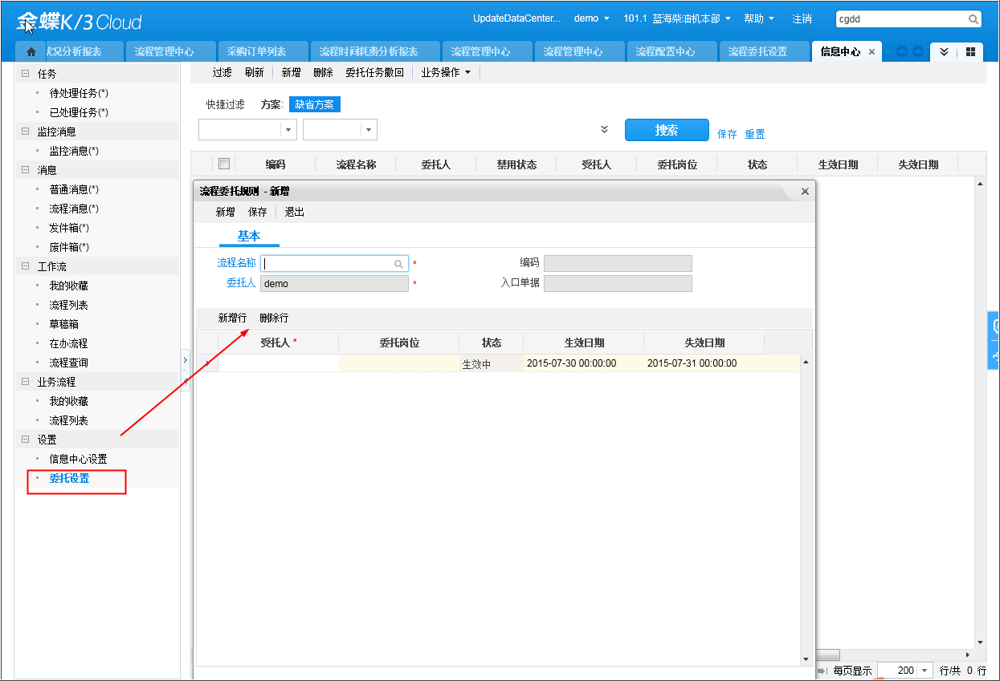 金蝶K/3 Cloud
UpdateDataCenter... demo 101.1 蓝海柴油机本部 帮助 注销 cgdd
状况分析报表 流程管理中心 采购订单列表 流程时间耗费分析报表 流程管理中心 流程管理中心 流程配置中心 流程委托设置 信息中心
任务
待处理任务(*)
已处理任务(*)
监控消息
监控消息(*)
消息
普通消息(*)
流程消息(*)
发件箱(*)
废件箱(*)
工作流
我的收藏
流程列表
草稿箱
在办流程
流程查询
业务流程
我的收藏
流程列表
设置
信息中心设置
委托设置
过滤 刷新 新增 删除 委托任务撤回 业务操作
快捷过滤 方案: 缺省方案
搜索 保存 重置
编码 流程名称 委托人 禁用状态 受托人 委托岗位 状态 生效日期 失效日期
流程委托规则 - 新增
新增 保存 退出
基本
流程名称 * 编码
委托人 demo * 入口单据
新增行 删除行
受托人 * 委托岗位 状态 生效日期 失效日期
生效中 2015-07-30 00:00:00 2015-07-31 00:00:00
每页显示 200 行/共 0 行